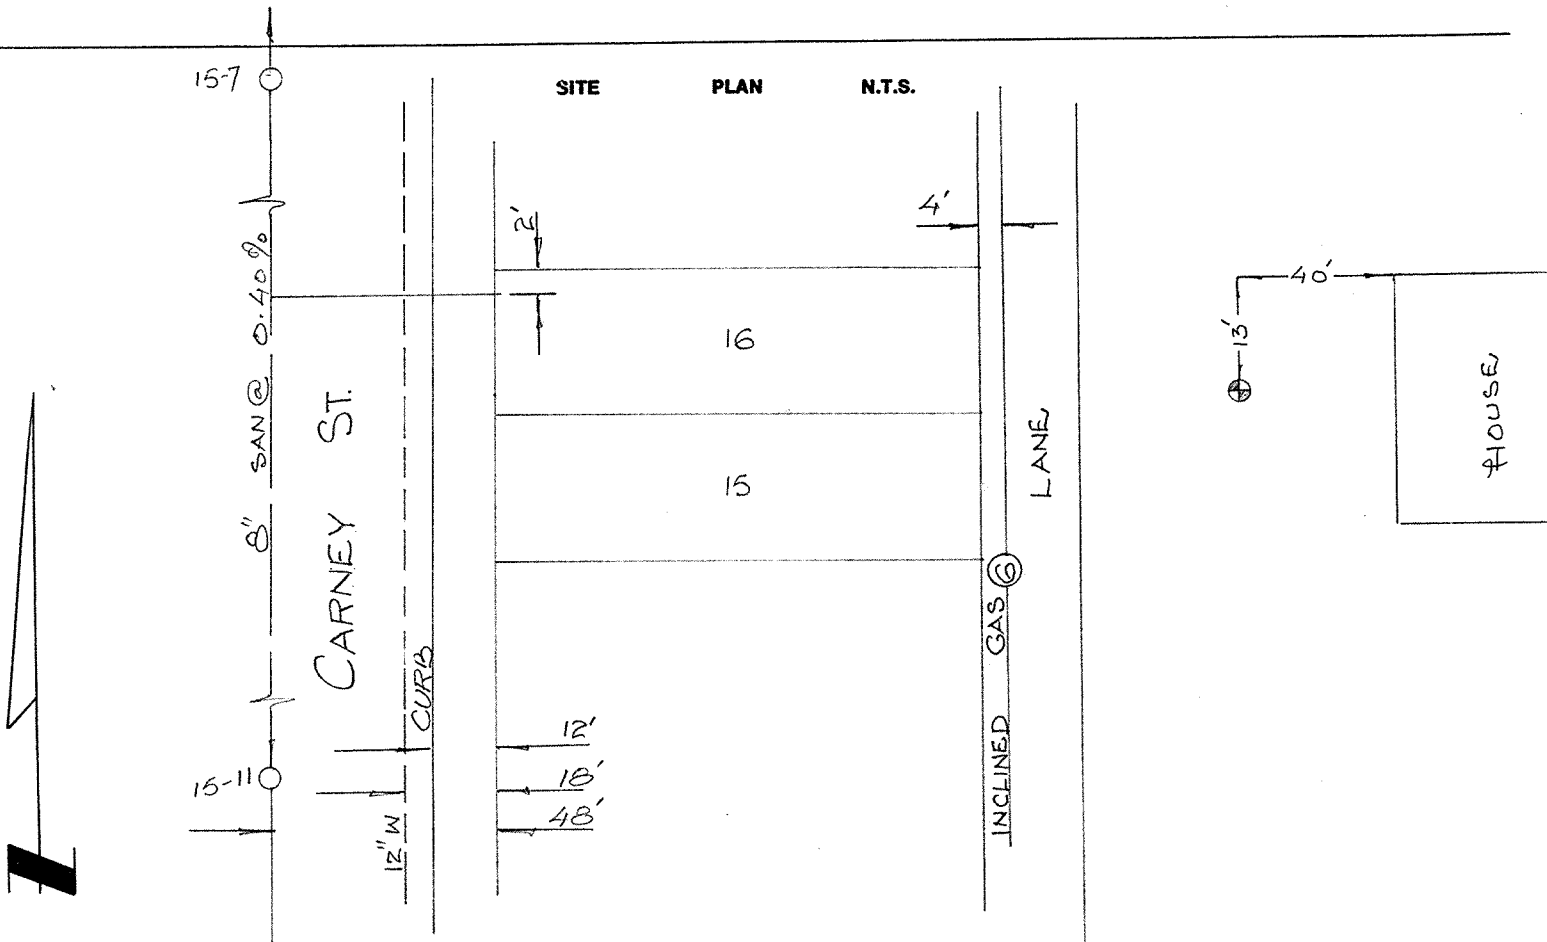 15-7
SITE PLAN N.T.S.
4'
2'
8" SAN @ 0.40%
40'
13'
16
CARNEY ST.
LANE
HOUSE
15
INCLINED GAS 6
CURB
12'
15-11
18'
48'
12" W